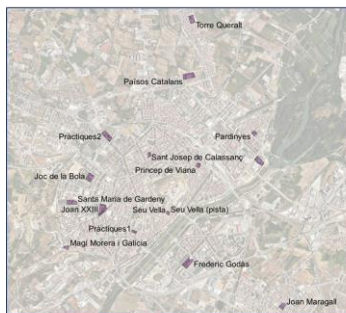 Torre Queralt
Països Catalans
Pràctiques2
Pardinyes
Sant Josep de Calassanç
Príncep de Viana
Joc de la Bola
Santa Maria de Gardeny
Joan XXIII
Seu Vella
Seu Vella (pista)
Pràctiques1
Magí Morera i Galícia
Frederic Godàs
Joan Maragall